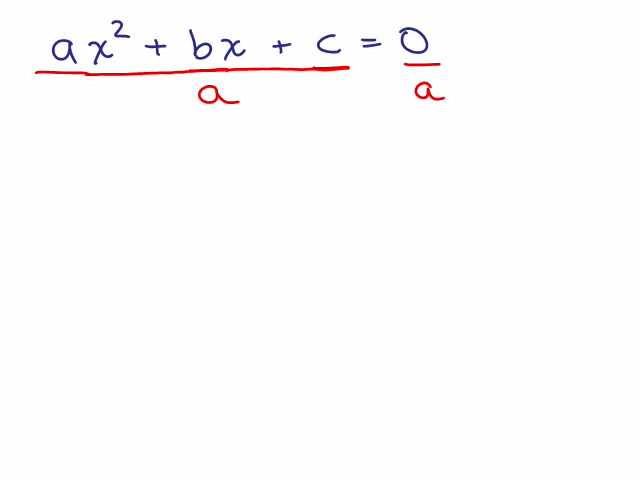 ax² + bx + c = 0
a a